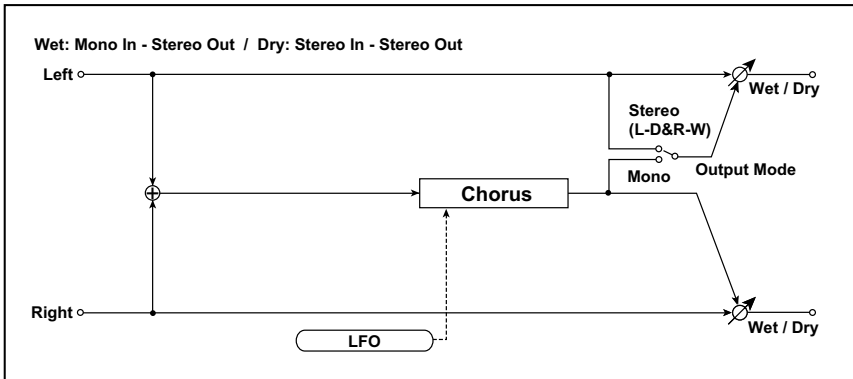 Wet: Mono In - Stereo Out / Dry: Stereo In - Stereo Out
Left
Wet / Dry
Stereo
(L-D&R-W)
Output Mode
Mono
Chorus
Right
Wet / Dry
LFO